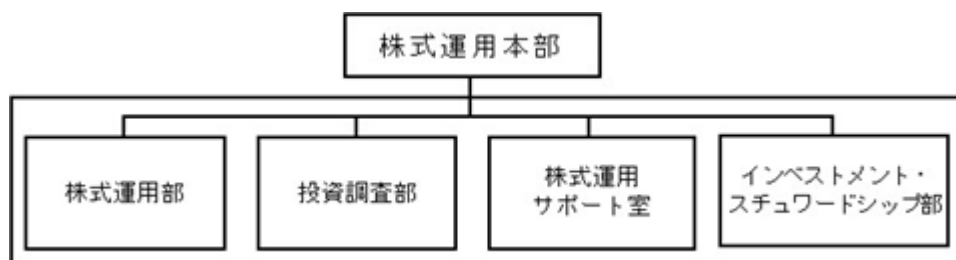 株式運用本部
株式運用部
投資調査部
株式運用
サポート室
インベストメント・
スチュワードシップ部